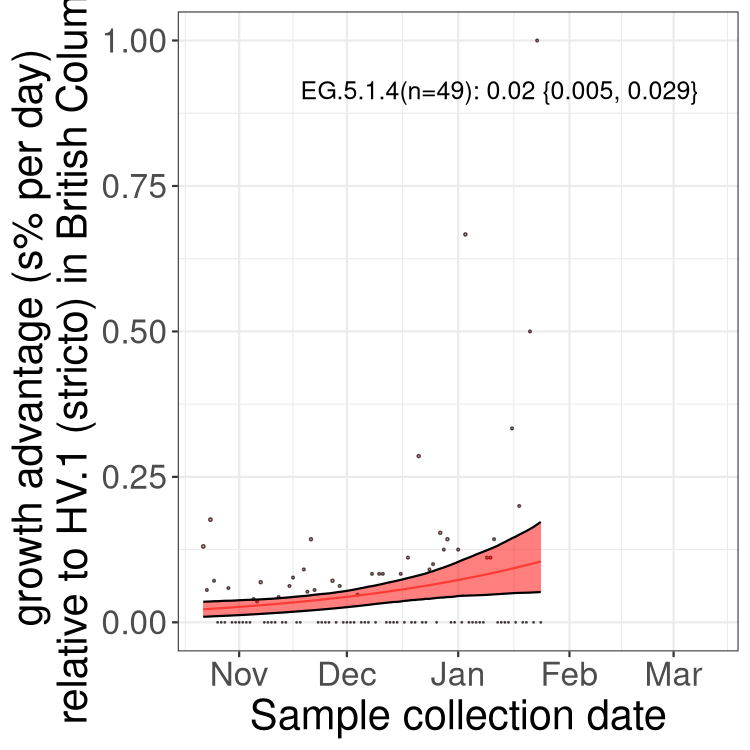 growth advantage (s% per day)
relative to HV.1 (stricto) in British Colum
1.00
0.75
0.50
0.25
0.00
EG.5.1.4(n=49): 0.02 {0.005, 0.029}
Nov Dec Jan Feb Mar
Sample collection date